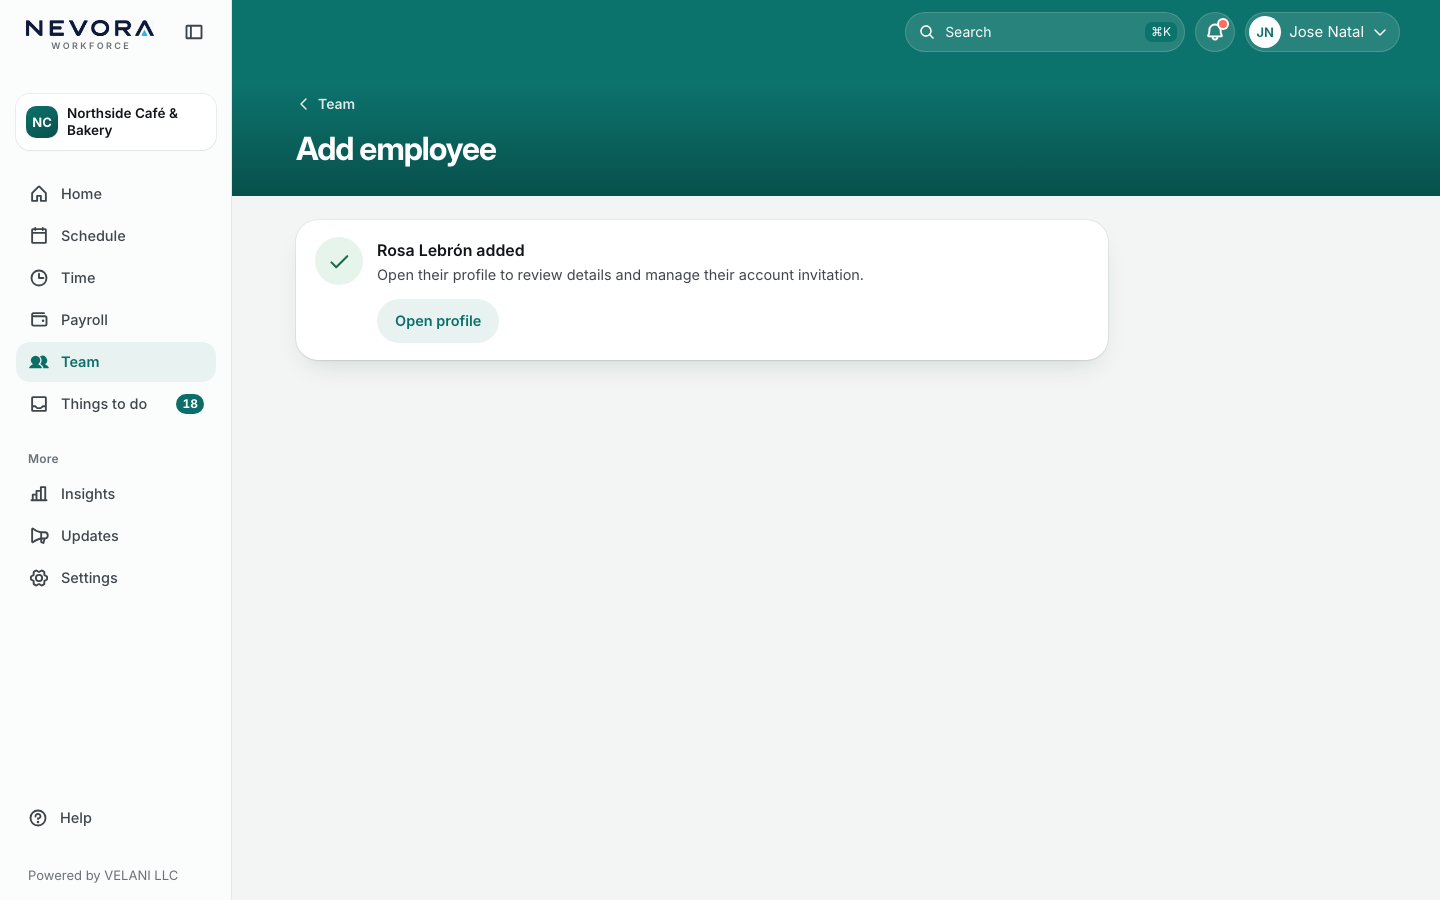 NEVORA
WORKFORCE
Search
⌘K
JN
Jose Natal
NC
Northside Café &
Bakery
Home
Schedule
Time
Payroll
Team
Things to do
18
More
Insights
Updates
Settings
Help
Powered by VELANI LLC
Team
Add employee
Rosa Lebrón added
Open their profile to review details and manage their account invitation.
Open profile